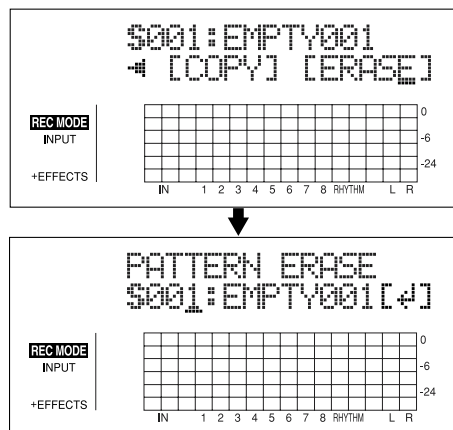 S001:EMPTY001
[COPY] [ERASE]
REC MODE
INPUT
+EFFECTS
0
-6
-24
IN 1 2 3 4 5 6 7 8 RHYTHM L R
PATTERN ERASE
S001:EMPTY001[↲]
REC MODE
INPUT
+EFFECTS
0
-6
-24
IN 1 2 3 4 5 6 7 8 RHYTHM L R